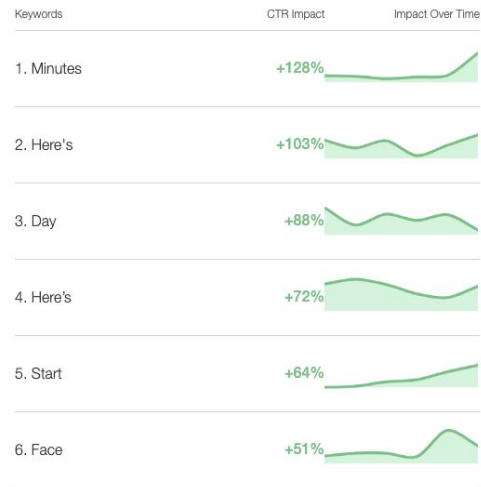 Keywords CTR Impact Impact Over Time
1. Minutes +128%
2. Here's +103%
3. Day +88%
4. Here’s +72%
5. Start +64%
6. Face +51%